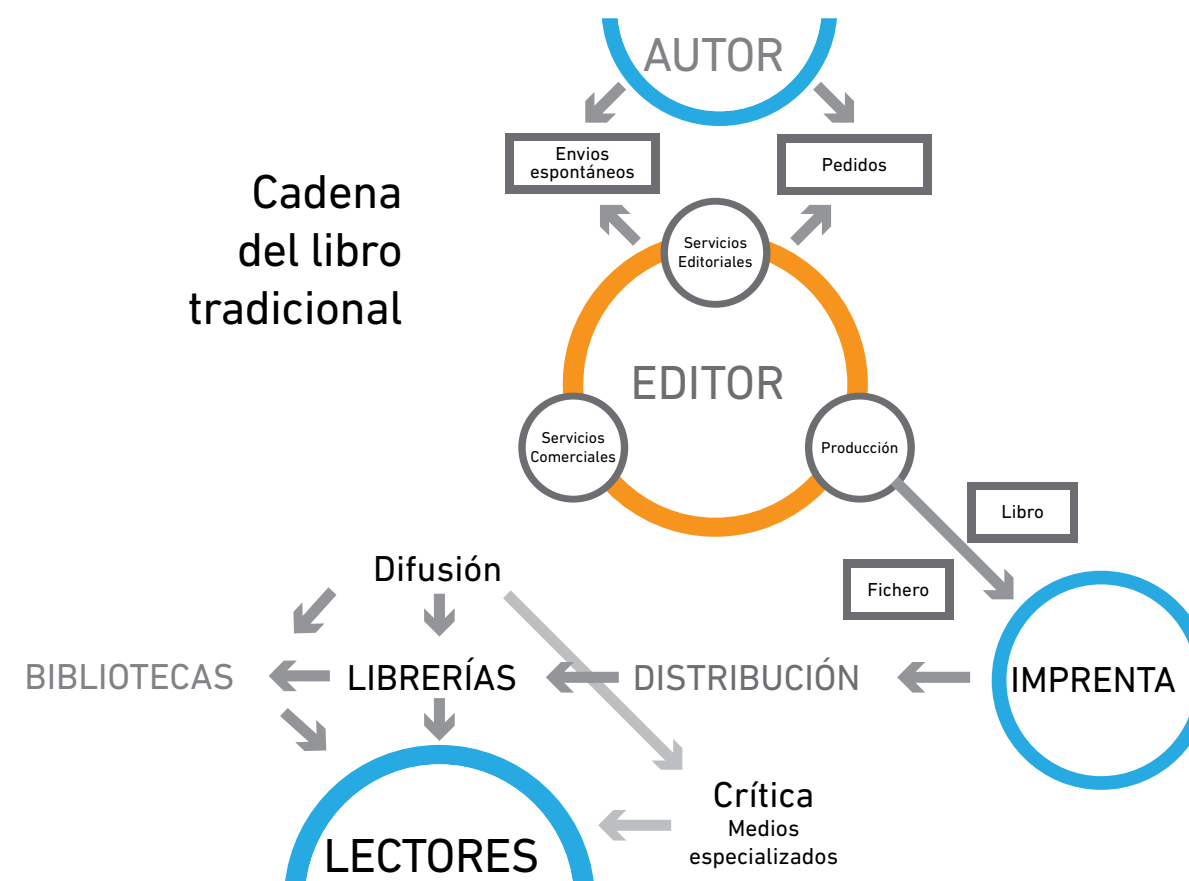 AUTOR
Envios
espontáneos
Pedidos
Cadena
del libro
tradicional
Servicios
Editoriales
EDITOR
Servicios
Comerciales
Producción
Libro
Fichero
Difusión
BIBLIOTECAS
LIBRERÍAS
DISTRIBUCIÓN
IMPRENTA
Crítica
Medios
especializados
LECTORES